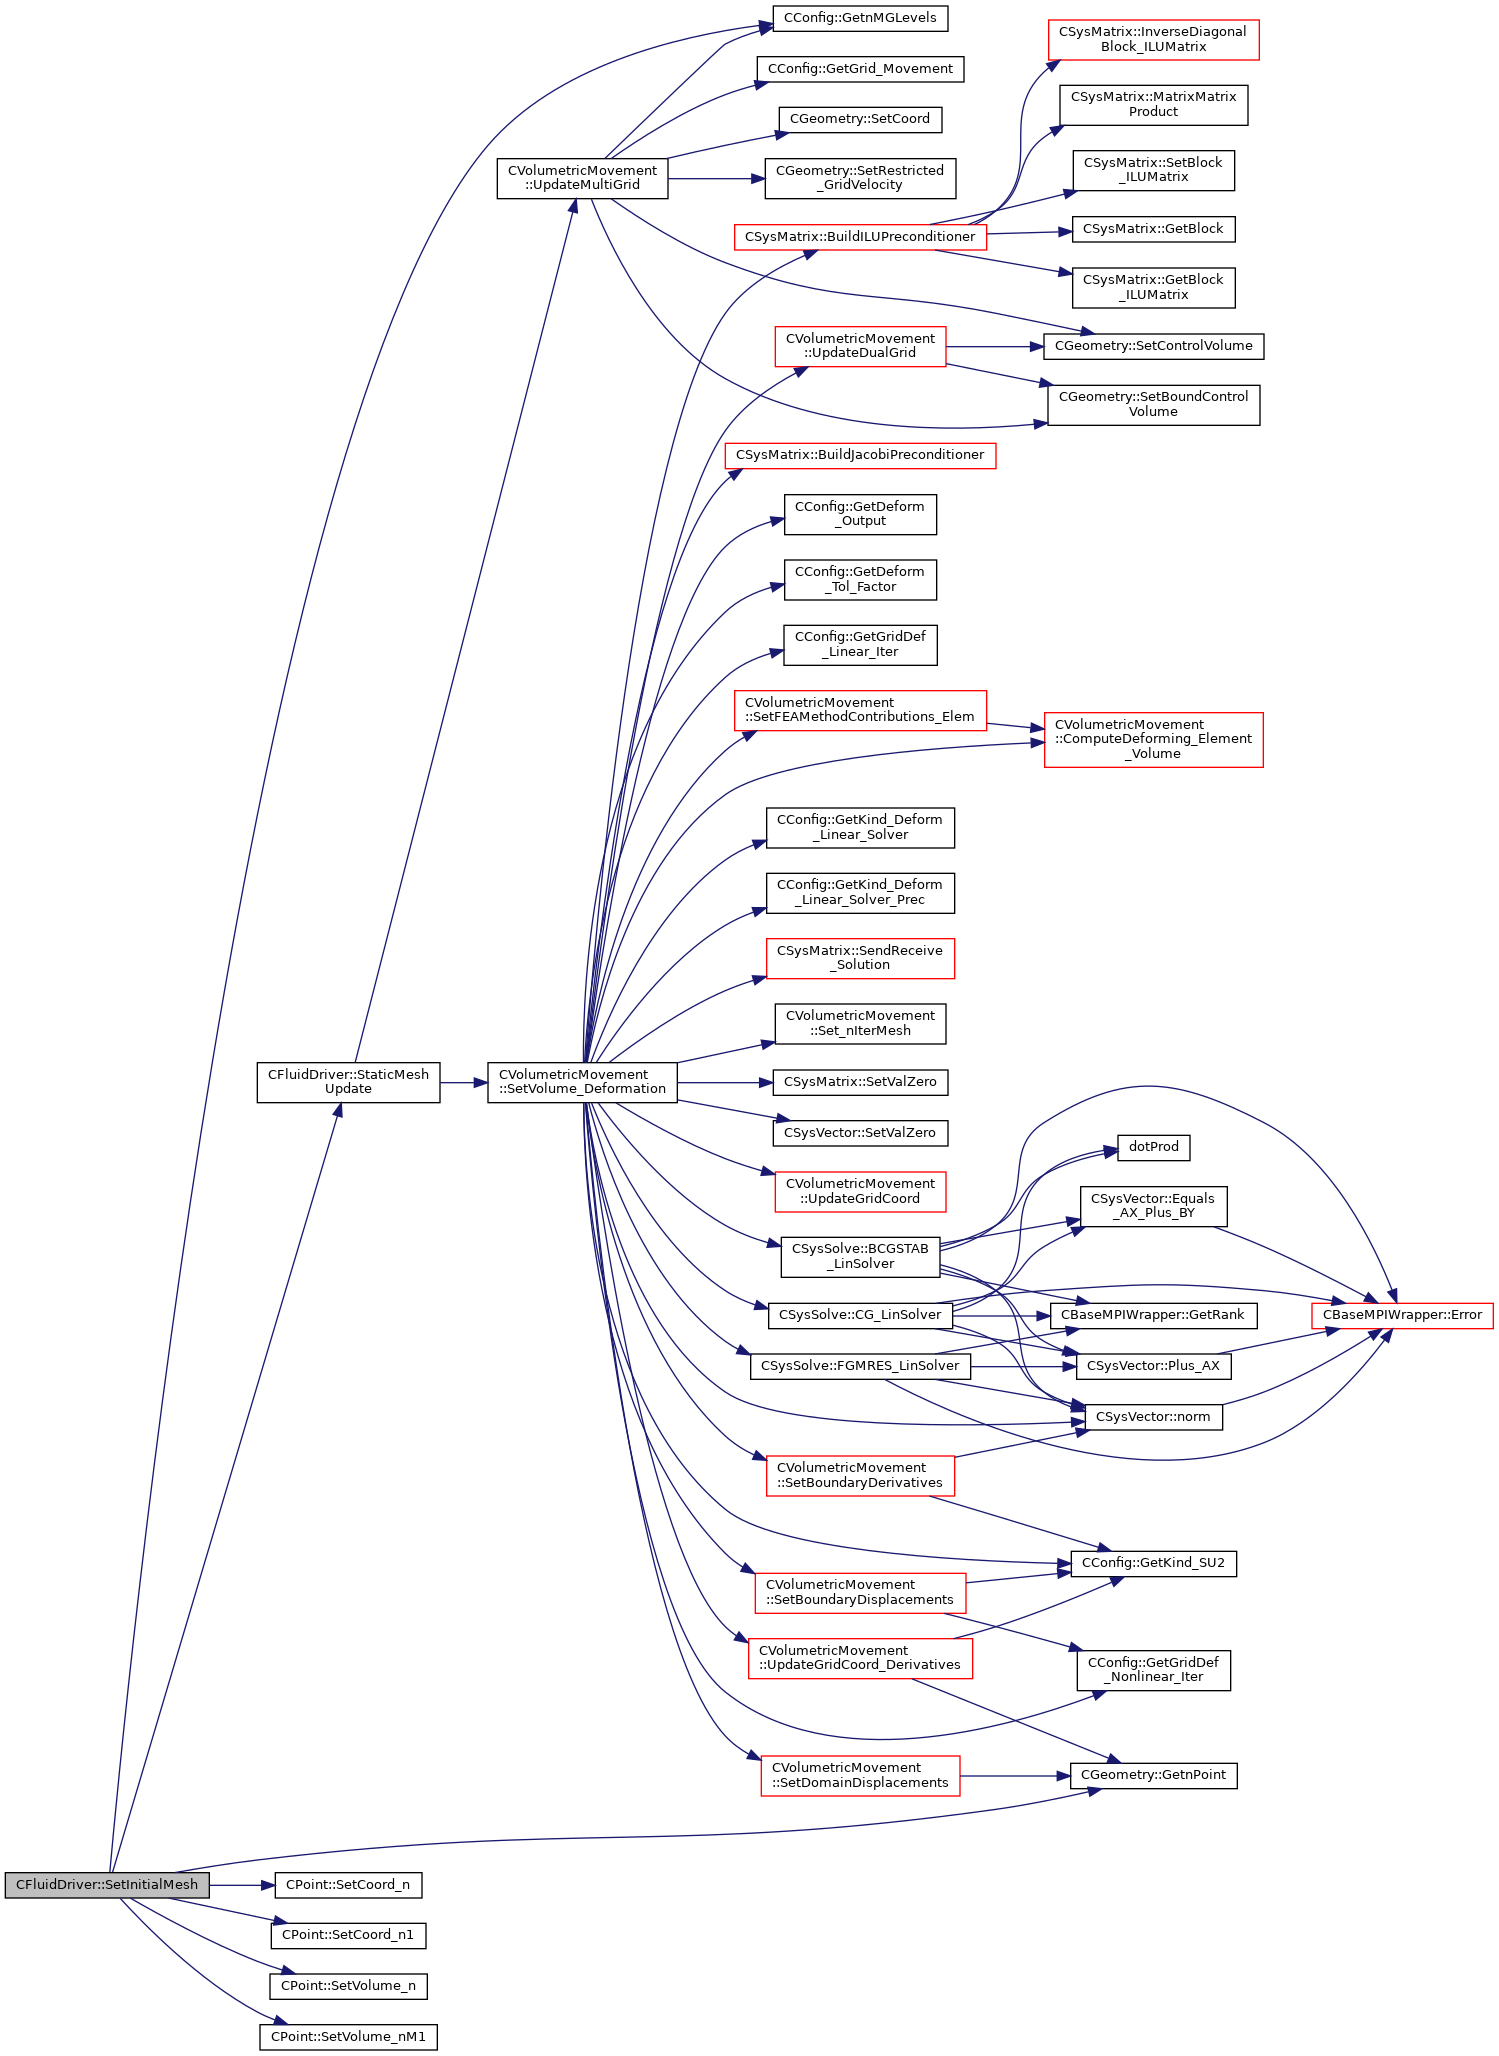 CConfig::GetnMGLevels
CSysMatrix::InverseDiagonal
Block_ILUMatrix
CConfig::GetGrid_Movement
CSysMatrix::MatrixMatrix
Product
CGeometry::SetCoord
CVolumetricMovement
::UpdateMultiGrid
CGeometry::SetRestricted
_GridVelocity
CSysMatrix::SetBlock
_ILUMatrix
CSysMatrix::BuildILUPreconditioner
CSysMatrix::GetBlock
CSysMatrix::GetBlock
_ILUMatrix
CVolumetricMovement
::UpdateDualGrid
CGeometry::SetControlVolume
CGeometry::SetBoundControl
Volume
CSysMatrix::BuildJacobiPreconditioner
CConfig::GetDeform
_Output
CConfig::GetDeform
_Tol_Factor
CConfig::GetGridDef
_Linear_Iter
CVolumetricMovement
::SetFEAMethodContributions_Elem
CVolumetricMovement
::ComputeDeforming_Element
_Volume
CConfig::GetKind_Deform
_Linear_Solver
CConfig::GetKind_Deform
_Linear_Solver_Prec
CSysMatrix::SendReceive
_Solution
CVolumetricMovement
::Set_nIterMesh
CFluidDriver::StaticMesh
Update
CVolumetricMovement
::SetVolume_Deformation
CSysMatrix::SetValZero
CSysVector::SetValZero
dotProd
CVolumetricMovement
::UpdateGridCoord
CSysVector::Equals
_AX_Plus_BY
CSysSolve::BCGSTAB
_LinSolver
CSysSolve::CG_LinSolver
CBaseMPIWrapper::GetRank
CBaseMPIWrapper::Error
CSysSolve::FGMRES_LinSolver
CSysVector::Plus_AX
CSysVector::norm
CVolumetricMovement
::SetBoundaryDerivatives
CConfig::GetKind_SU2
CVolumetricMovement
::SetBoundaryDisplacements
CVolumetricMovement
::UpdateGridCoord_Derivatives
CConfig::GetGridDef
_Nonlinear_Iter
CVolumetricMovement
::SetDomainDisplacements
CGeometry::GetnPoint
CFluidDriver::SetInitialMesh
CPoint::SetCoord_n
CPoint::SetCoord_n1
CPoint::SetVolume_n
CPoint::SetVolume_nM1